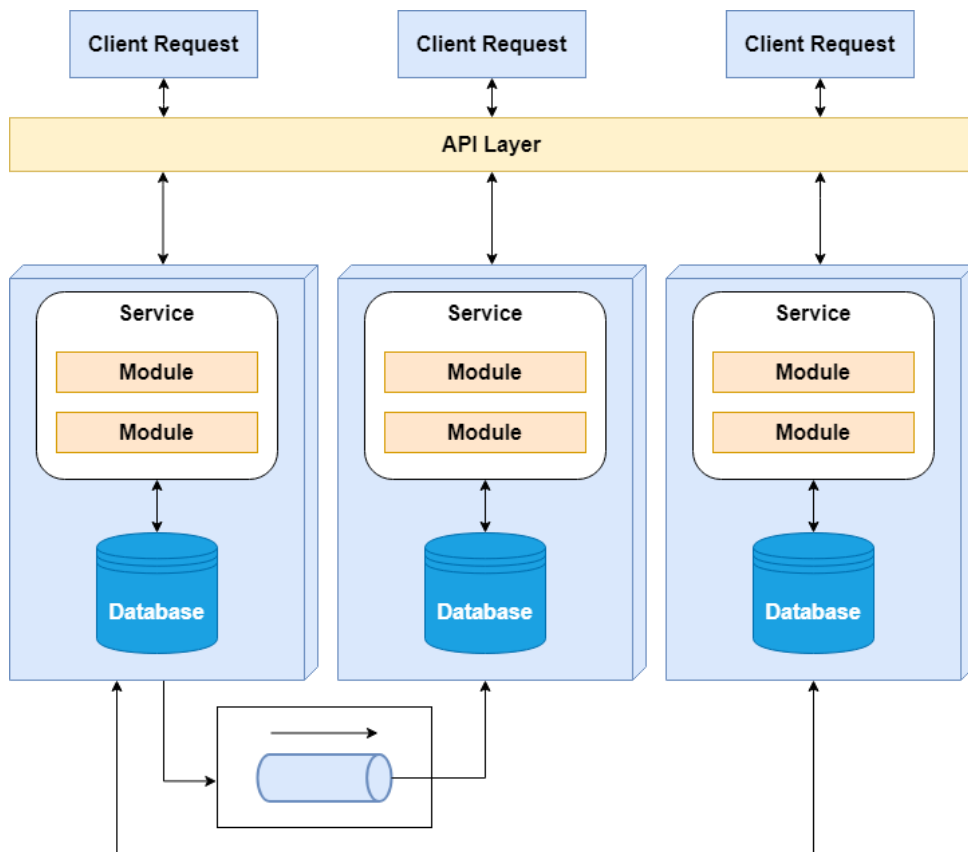 Client Request
Client Request
Client Request
API Layer
Service
Service
Service
Module
Module
Module
Module
Module
Module
Database
Database
Database